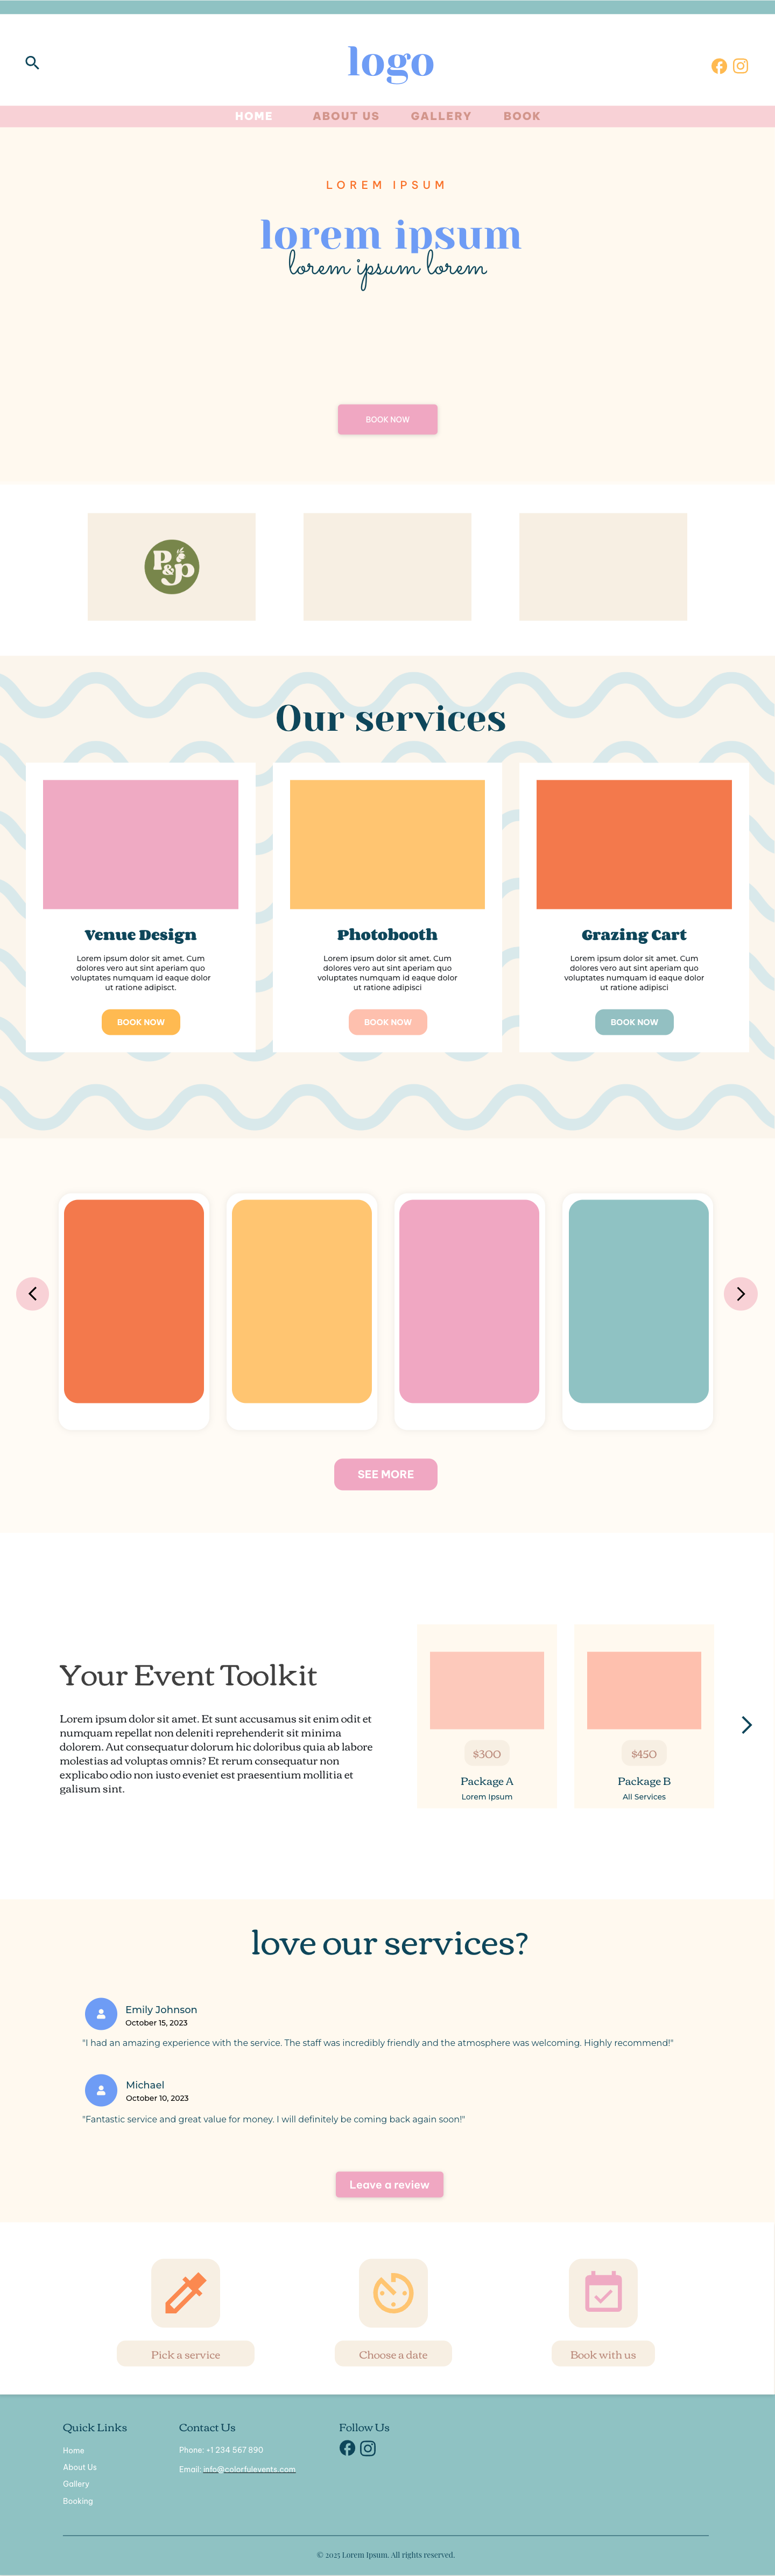 logo
HOME ABOUT US GALLERY BOOK
LOREM IPSUM
lorem ipsum
lorem ipsum lorem
BOOK NOW
P&P
Our services
Venue Design
Lorem ipsum dolor sit amet. Cum
dolores vero aut sint aperiam quo
voluptates numquam id eaque dolor
ut ratione adipisct.
BOOK NOW
Photobooth
Lorem ipsum dolor sit amet. Cum
dolores vero aut sint aperiam quo
voluptates numquam id eaque dolor
ut ratione adipisci
BOOK NOW
Grazing Cart
Lorem ipsum dolor sit amet. Cum
dolores vero aut sint aperiam quo
voluptates numquam id eaque dolor
ut ratione adipisci
BOOK NOW
SEE MORE
Your Event Toolkit
Lorem ipsum dolor sit amet. Et sunt accusamus sit enim odit et
numquam repellat non deleniti reprehenderit sit minima
dolorem. Aut consequatur dolorum hic doloribus quia ab labore
molestias ad voluptas omnis? Et rerum consequatur non
explicabo odio non iusto eveniet est praesentium mollitia et
galisum sint.
$300
Package A
Lorem Ipsum
$450
Package B
All Services
love our services?
Emily Johnson
October 15, 2023
"I had an amazing experience with the service. The staff was incredibly friendly and the atmosphere was welcoming. Highly recommend!"
Michael
October 10, 2023
"Fantastic service and great value for money. I will definitely be coming back again soon!"
Leave a review
Pick a service
Choose a date
Book with us
Quick Links
Home
About Us
Gallery
Booking
Contact Us
Phone: +1 234 567 890
Email: info@colorfulevents.com
Follow Us
© 2025 Lorem Ipsum. All rights reserved.